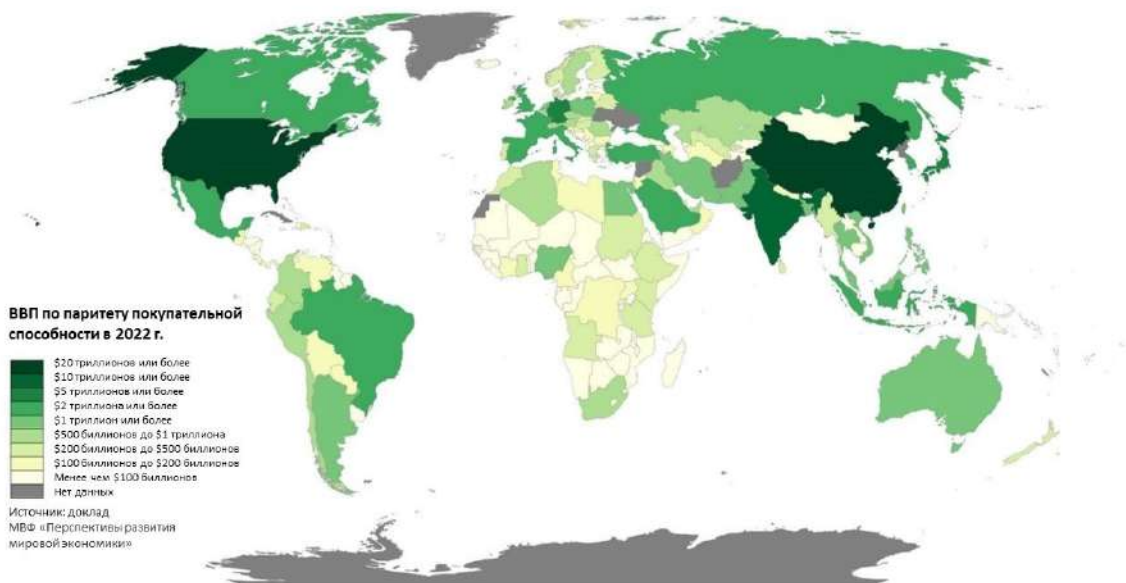 ВВП по паритету покупательной
способности в 2022 г.
$20 триллионов или более
$10 триллионов или более
$5 триллионов или более
$2 триллиона или более
$1 триллион или более
$500 биллионов до $1 триллиона
$200 биллионов до $500 биллионов
$100 биллионов до $200 биллионов
Менее чем $100 биллионов
Нет данных
Источник: доклад
МВФ «Перспективы развития
мировой экономики»